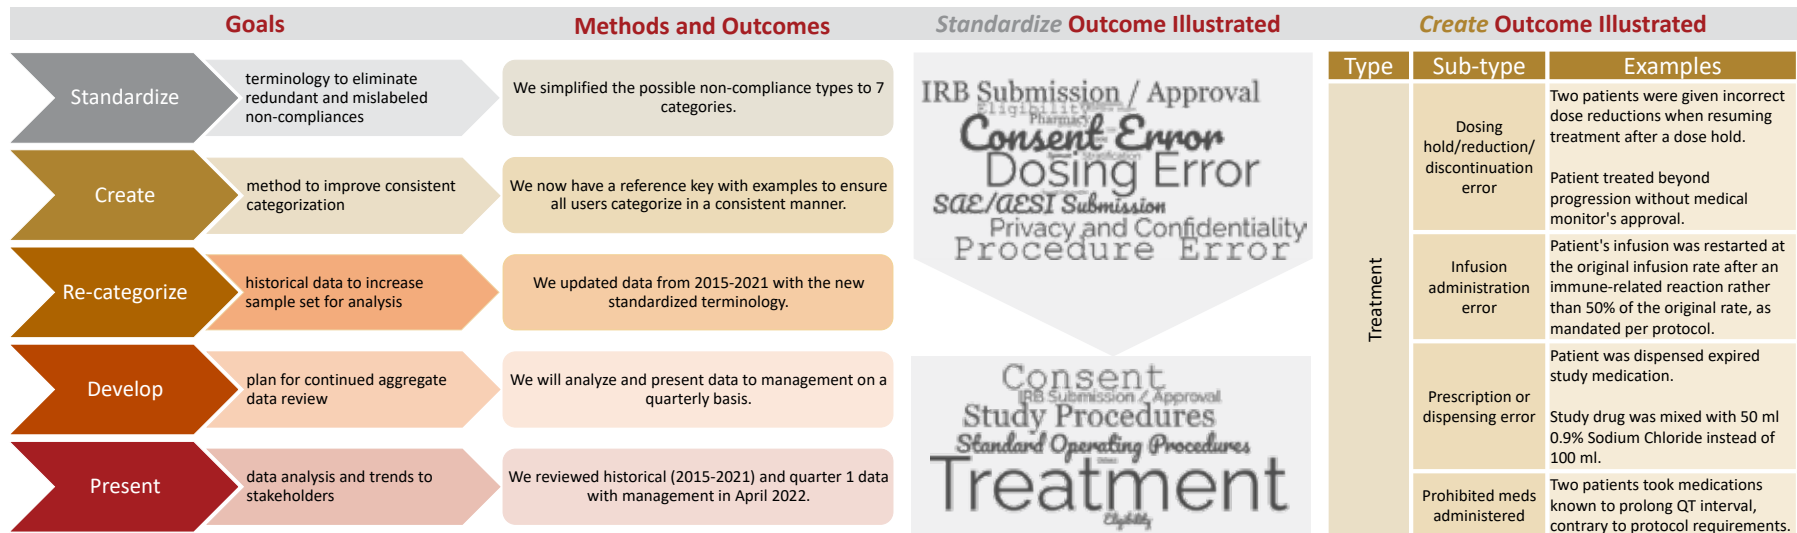 Goals
Methods and Outcomes
Standardize Outcome Illustrated
Create Outcome Illustrated
Standardize
terminology to eliminate
redundant and mislabeled
non-compliances
We simplified the possible non-compliance types to 7
categories.
Create
method to improve consistent
categorization
We now have a reference key with examples to ensure
all users categorize in a consistent manner.
Re-categorize
historical data to increase
sample set for analysis
We updated data from 2015-2021 with the new
standardized terminology.
Develop
plan for continued aggregate
data review
We will analyze and present data to management on a
quarterly basis.
Present
data analysis and trends to
stakeholders
We reviewed historical (2015-2021) and quarter 1 data
with management in April 2022.
IRB Submission / Approval
Eligibility
Pharmacy
Consent Error
Stratification
Dosing Error
SAE/AESI Submission
Privacy and Confidentiality
Procedure Error
Consent
IRB Submission / Approval
Study Procedures
Standard Operating Procedures
Treatment
Eligibility
Type
Sub-type
Examples
Treatment
Dosing
hold/reduction/
discontinuation
error
Two patients were given incorrect
dose reductions when resuming
treatment after a dose hold.
Patient treated beyond
progression without medical
monitor's approval.
Infusion
administration
error
Patient's infusion was restarted at
the original infusion rate after an
immune-related reaction rather
than 50% of the original rate, as
mandated per protocol.
Prescription or
dispensing error
Patient was dispensed expired
study medication.
Study drug was mixed with 50 ml
0.9% Sodium Chloride instead of
100 ml.
Prohibited meds
administered
Two patients took medications
known to prolong QT interval,
contrary to protocol requirements.